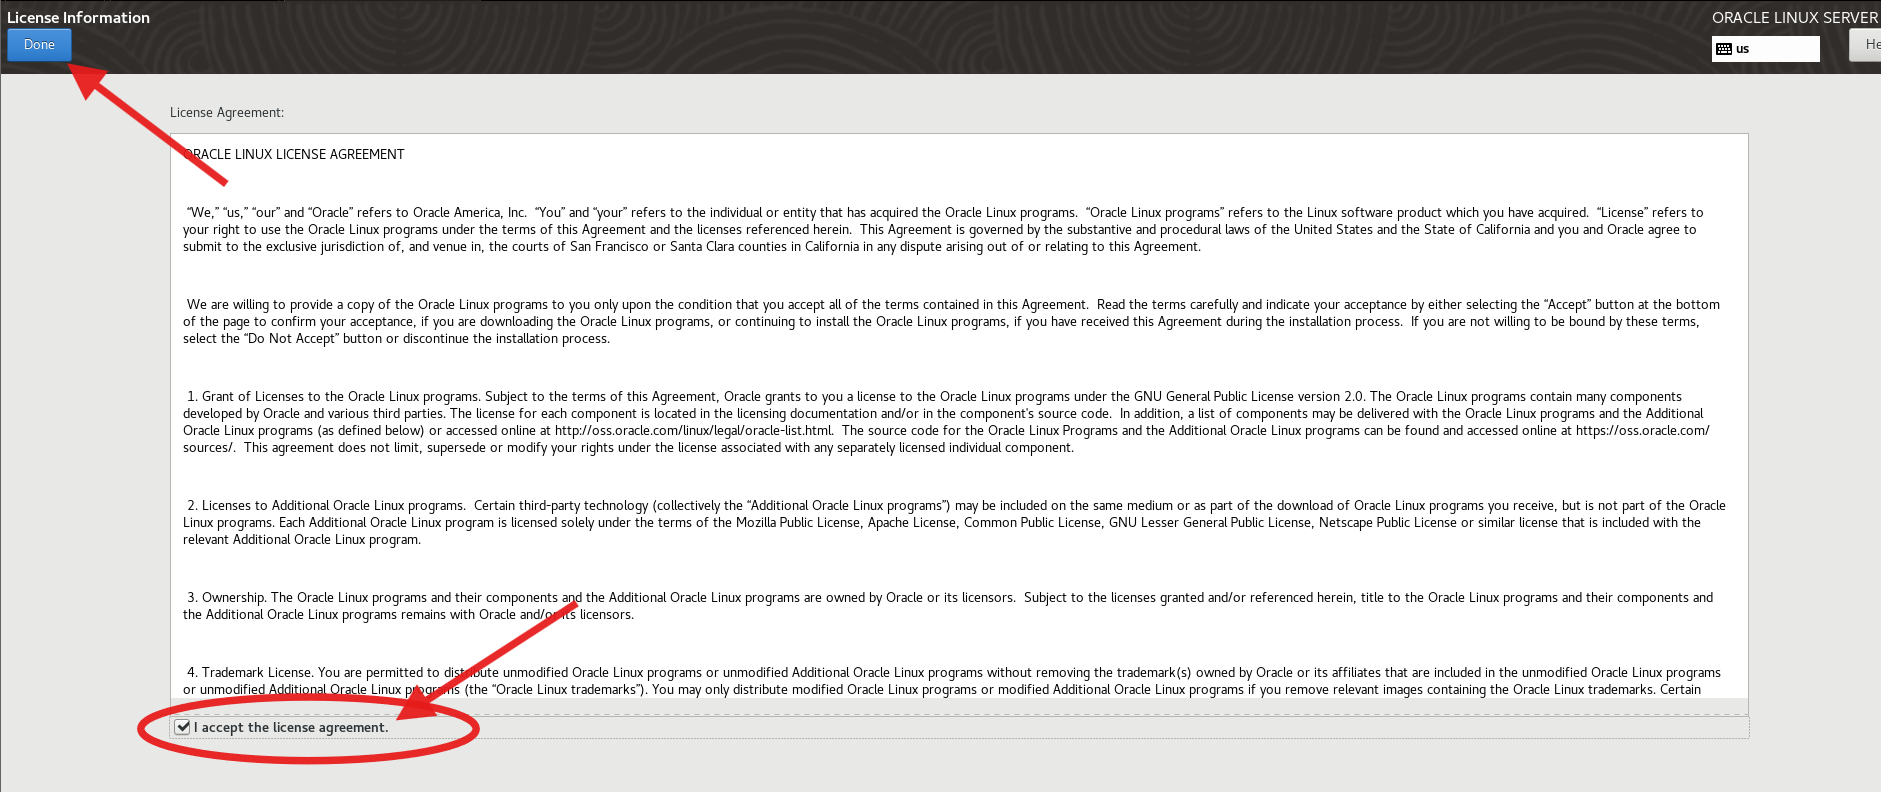 License Information
ORACLE LINUX SERVER
Done
us
He
License Agreement:
ORACLE LINUX LICENSE AGREEMENT
“We,” “us,” “our” and “Oracle” refers to Oracle America, Inc.  “You” and “your” refers to the individual or entity that has acquired the Oracle Linux programs.  “Oracle Linux programs” refers to the Linux software product which you have acquired.  “License” refers to
your right to use the Oracle Linux programs under the terms of this Agreement and the licenses referenced herein.  This Agreement is governed by the substantive and procedural laws of the United States and the State of California and you and Oracle agree to
submit to the exclusive jurisdiction of, and venue in, the courts of San Francisco or Santa Clara counties in California in any dispute arising out of or relating to this Agreement.
We are willing to provide a copy of the Oracle Linux programs to you only upon the condition that you accept all of the terms contained in this Agreement.  Read the terms carefully and indicate your acceptance by either selecting the “Accept” button at the bottom
of the page to confirm your acceptance, if you are downloading the Oracle Linux programs, or continuing to install the Oracle Linux programs, if you have received this Agreement during the installation process.  If you are not willing to be bound by these terms,
select the “Do Not Accept” button or discontinue the installation process.
1. Grant of Licenses to the Oracle Linux programs. Subject to the terms of this Agreement, Oracle grants to you a license to the Oracle Linux programs under the GNU General Public License version 2.0. The Oracle Linux programs contain many components
developed by Oracle and various third parties. The license for each component is located in the licensing documentation and/or in the component's source code.  In addition, a list of components may be delivered with the Oracle Linux programs and the Additional
Oracle Linux programs (as defined below) or accessed online at http://oss.oracle.com/linux/legal/oracle-list.html.  The source code for the Oracle Linux Programs and the Additional Oracle Linux programs can be found and accessed online at https://oss.oracle.com/
sources/.  This agreement does not limit, supersede or modify your rights under the license associated with any separately licensed individual component.
2. Licenses to Additional Oracle Linux programs.  Certain third-party technology (collectively the “Additional Oracle Linux programs”) may be included on the same medium or as part of the download of Oracle Linux programs you receive, but is not part of the Oracle
Linux programs. Each Additional Oracle Linux program is licensed solely under the terms of the Mozilla Public License, Apache License, Common Public License, GNU Lesser General Public License, Netscape Public License or similar license that is included with the
relevant Additional Oracle Linux program.
3. Ownership. The Oracle Linux programs and their components and the Additional Oracle Linux programs are owned by Oracle or its licensors.  Subject to the licenses granted and/or referenced herein, title to the Oracle Linux programs and their components and
the Additional Oracle Linux programs remains with Oracle and/or its licensors.
4. Trademark License. You are permitted to distribute unmodified Oracle Linux programs or unmodified Additional Oracle Linux programs without removing the trademark(s) owned by Oracle or its affiliates that are included in the unmodified Oracle Linux programs
or unmodified Additional Oracle Linux programs (the “Oracle Linux trademarks”). You may only distribute modified Oracle Linux programs or modified Additional Oracle Linux programs if you remove relevant images containing the Oracle Linux trademarks. Certain
I accept the license agreement.